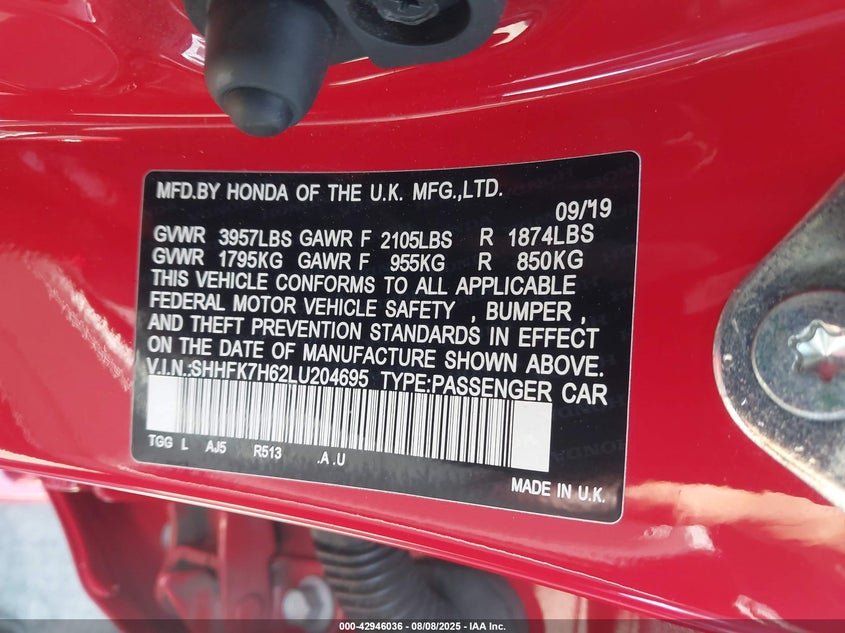 MFD.BY HONDA OF THE U.K. MFG.,LTD.
09/19
GVWR 3957LBS GAWR F 2105LBS R 1874LBS
GVWR 1795KG GAWR F 955KG R 850KG
THIS VEHICLE CONFORMS TO ALL APPLICABLE
FEDERAL MOTOR VEHICLE SAFETY , BUMPER ,
AND THEFT PREVENTION STANDARDS IN EFFECT
ON THE DATE OF MANUFACTURE SHOWN ABOVE.
V.I.N.:SHHFK7H62LU204695 TYPE:PASSENGER CAR
TGG L AJ5 R513 .A .U
MADE IN U.K.
000-42946036 - 08/08/2025 - IAA Inc.